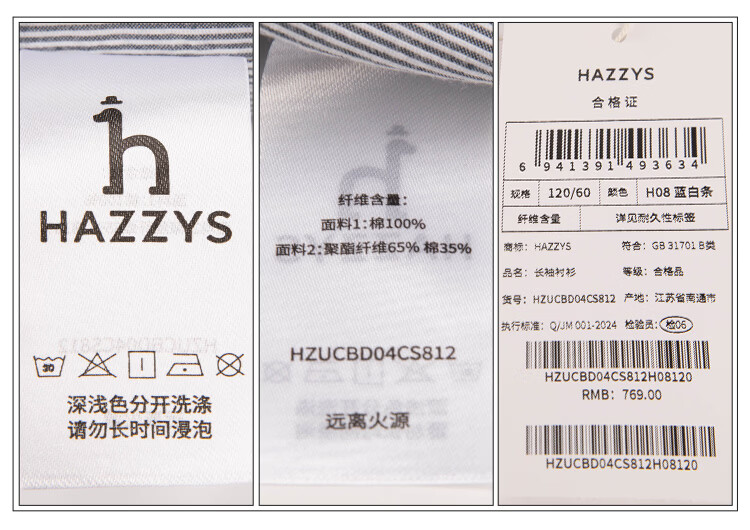 HAZZYS
30
深浅色分开洗涤
请勿长时间浸泡
纤维含量：
面料1：棉100%
面料2：聚酯纤维65% 棉35%
HZUCBD04CS812
远离火源
HAZZYS
合格证
6 941391 493634
规格 120/60 颜色 H08 蓝白条
纤维含量 详见耐久性标签
商标：HAZZYS 符合：GB 31701 B类
品名：长袖衬衫 等级：合格品
货号：HZUCBD04CS812 产地：江苏省南通市
执行标准：Q/JM 001-2024 检验员：检06
HZUCBD04CS812H08120
RMB：769.00
HZUCBD04CS812H08120